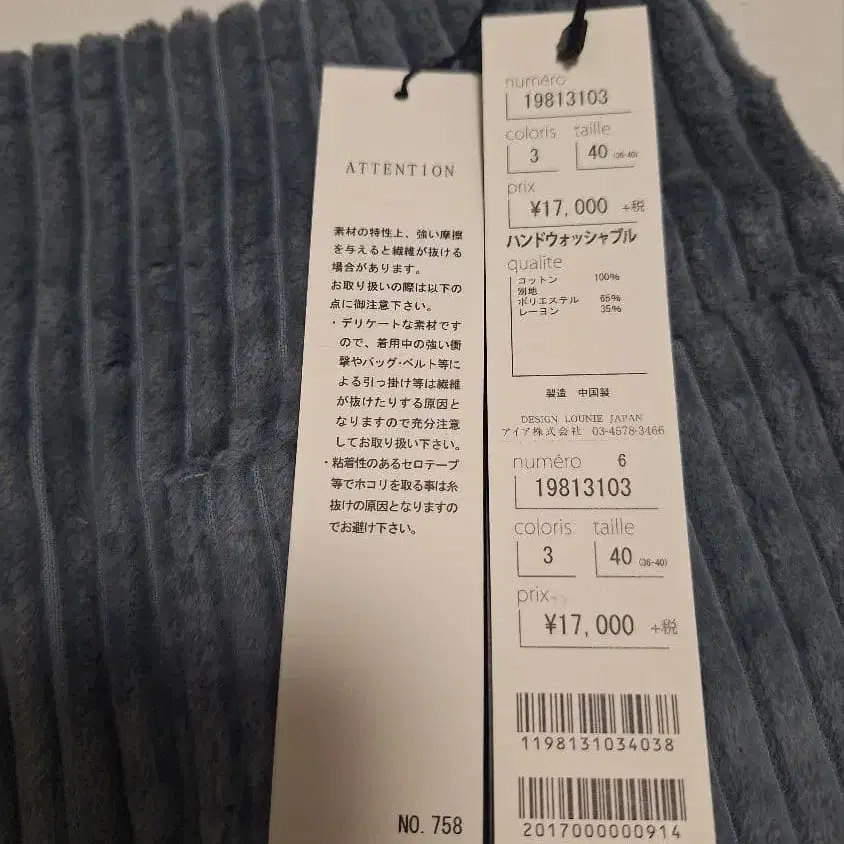 ATTENTION
素材の特性上、強い摩擦
を与えると繊維が抜ける
場合があります。
お取り扱いの際は以下の
点に御注意下さい。
・デリケートな素材です
ので、着用中の強い衝
撃やバッグ・ベルト等に
よる引っ掛け等は繊維
が抜けたりする原因と
なりますので充分注意
してお取り扱い下さい。
・粘着性のあるセロテープ
等でホコリを取る事は糸
抜けの原因となりますの
でお避け下さい。
NO. 758
numéro
19813103
coloris taille
3 40 (36-40)
prix
¥17,000 +税
ハンドウォッシャブル
qualite
コットン 100%
別地
ポリエステル 65%
レーヨン 35%
製造 中国製
DESIGN LOUNIE JAPAN
アイア株式会社 03-4578-3466
numéro 6
19813103
coloris taille
3 40 (36-40)
prix
¥17,000 +税
1198131034038
2017000000914